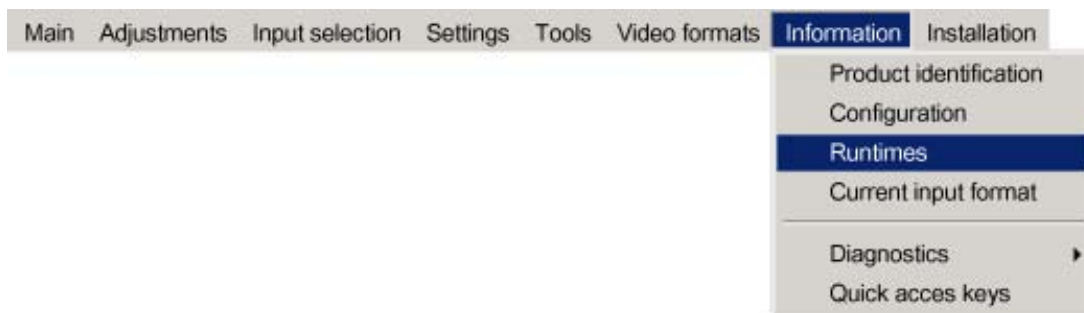 Main Adjustments Input selection Settings Tools Video formats Information Installation
Product identification
Configuration
Runtimes
Current input format
Diagnostics
Quick acces keys